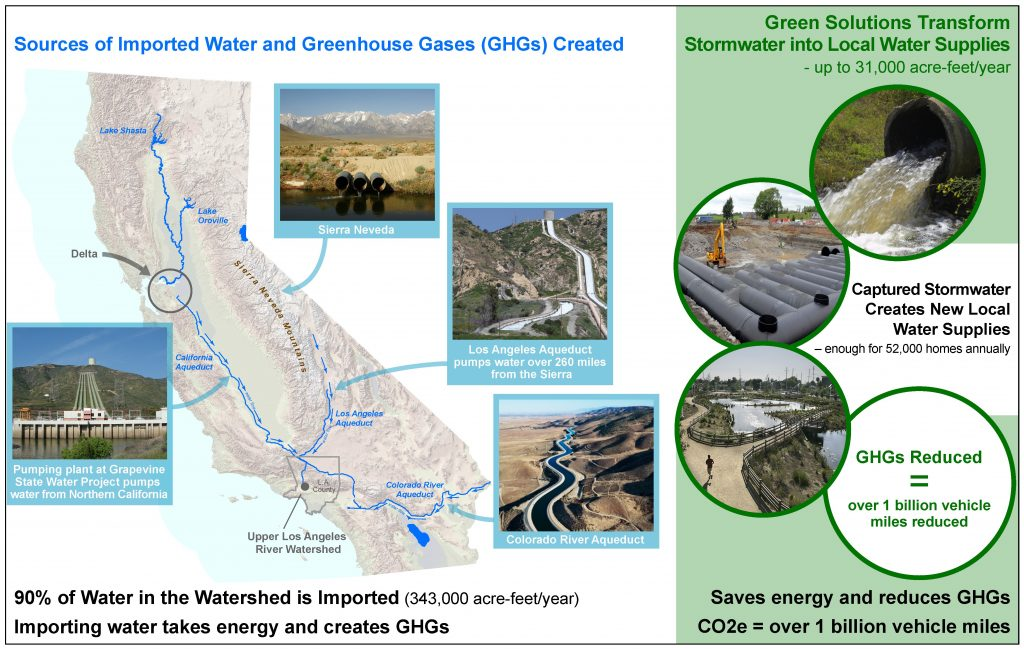 Sources of Imported Water and Greenhouse Gases (GHGs) Created
Lake Shasta
Lake
Oroville
Delta
Sierra Neveda
Sierra Neveda Mountains
Los Angeles Aqueduct
pumps water over 260 miles
from the Sierra
California
Aqueduct
Los Angeles
Aqueduct
Pumping plant at Grapevine
State Water Project pumps
water from Northern California
L.A.
County
Colorado River
Aqueduct
Upper Los Angeles
River Watershed
Colorado River Aqueduct
90% of Water in the Watershed is Imported (343,000 acre-feet/year)
Importing water takes energy and creates GHGs
Green Solutions Transform
Stormwater into Local Water Supplies
- up to 31,000 acre-feet/year
Captured Stormwater
Creates New Local
Water Supplies
– enough for 52,000 homes annually
GHGs Reduced
=
over 1 billion vehicle
miles reduced
Saves energy and reduces GHGs
CO2e = over 1 billion vehicle miles